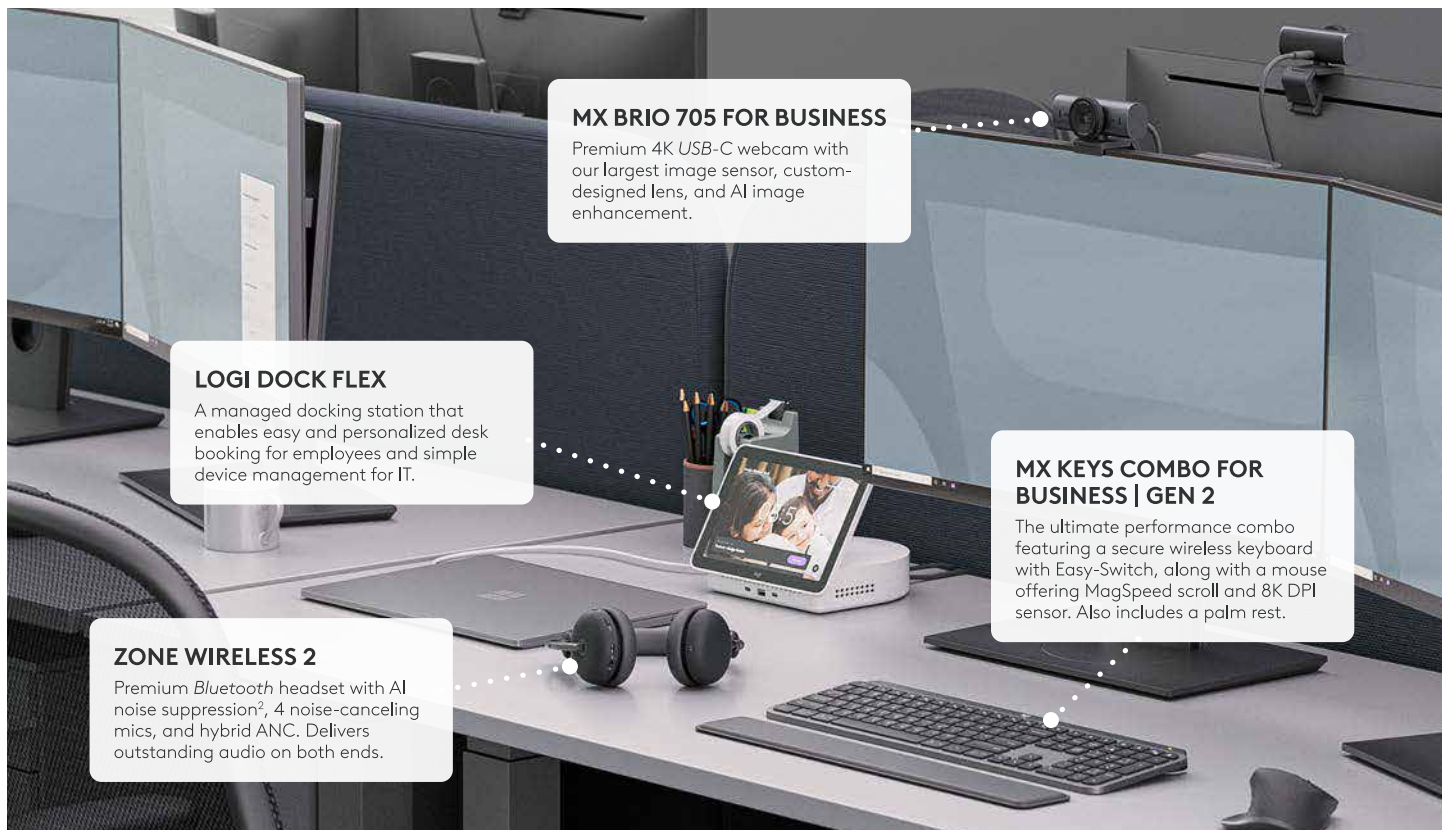 MX BRIO 705 FOR BUSINESS
Premium 4K USB-C webcam with
our largest image sensor, custom-
designed lens, and AI image
enhancement.
LOGI DOCK FLEX
A managed docking station that
enables easy and personalized desk
booking for employees and simple
device management for IT.
MX KEYS COMBO FOR
BUSINESS | GEN 2
The ultimate performance combo
featuring a secure wireless keyboard
with Easy-Switch, along with a mouse
offering MagSpeed scroll and 8K DPI
sensor. Also includes a palm rest.
ZONE WIRELESS 2
Premium Bluetooth headset with AI
noise suppression², 4 noise-canceling
mics, and hybrid ANC. Delivers
outstanding audio on both ends.